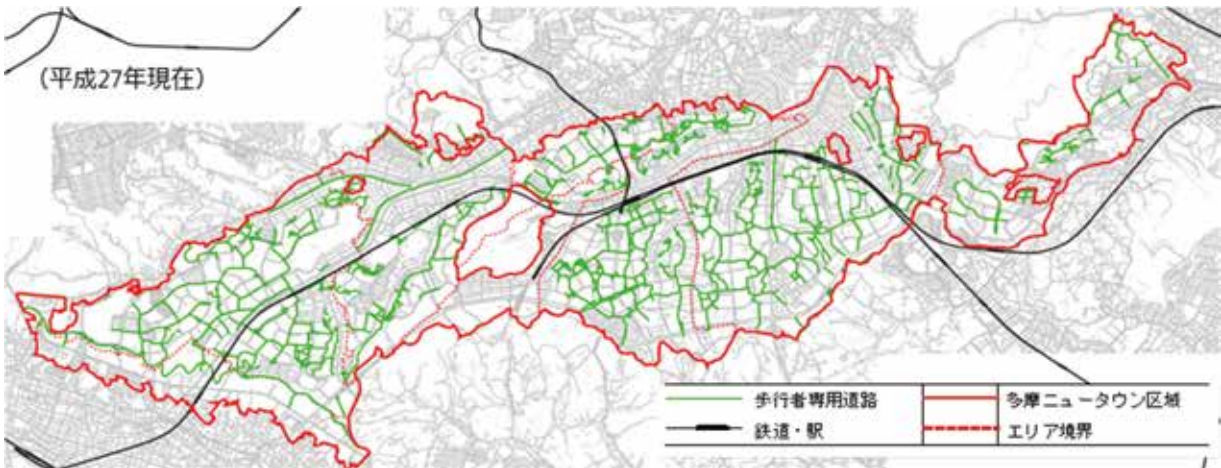 (平成27年現在)
歩行者専用道路
多摩ニュータウン区域
鉄道・駅
エリア境界